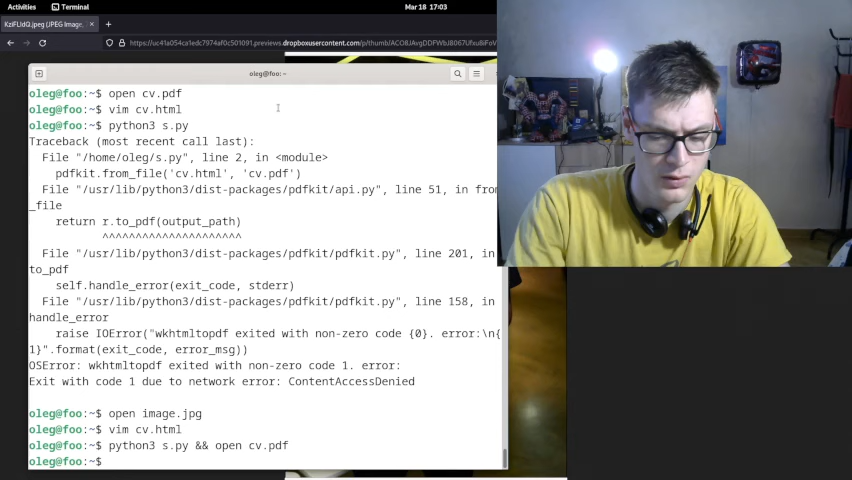 Activities
Terminal
Mar 18 17:03
KziFLldQ.jpeg (JPEG Image,
https://uc41a054ca1edc7974af0c501091.previews.dropboxusercontent.com/p/thumb/
oleg@foo: ~
oleg@foo:~$ open cv.pdf
oleg@foo:~$ vim cv.html
oleg@foo:~$ python3 s.py
Traceback (most recent call last):
File "/home/oleg/s.py", line 2, in <module>
pdfkit.from_file('cv.html', 'cv.pdf')
File "/usr/lib/python3/dist-packages/pdfkit/api.py", line 51, in from
_file
return r.to_pdf(output_path)
^^^^^^^^^^^^^^^^^^^^^
File "/usr/lib/python3/dist-packages/pdfkit/pdfkit.py", line 201, in
to_pdf
self.handle_error(exit_code, stderr)
File "/usr/lib/python3/dist-packages/pdfkit/pdfkit.py", line 158, in
handle_error
raise IOError("wkhtmltopdf exited with non-zero code {0}. error:\n{
1}".format(exit_code, error_msg))
OSError: wkhtmltopdf exited with non-zero code 1. error:
Exit with code 1 due to network error: ContentAccessDenied
oleg@foo:~$ open image.jpg
oleg@foo:~$ vim cv.html
oleg@foo:~$ python3 s.py && open cv.pdf
oleg@foo:~$